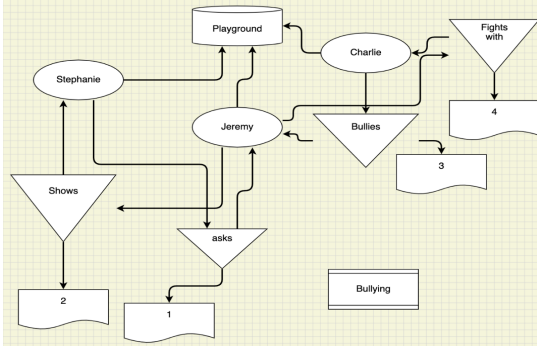 Playground
Fights
with
Charlie
Stephanie
4
Jeremy
Bullies
3
Shows
asks
2
1
Bullying